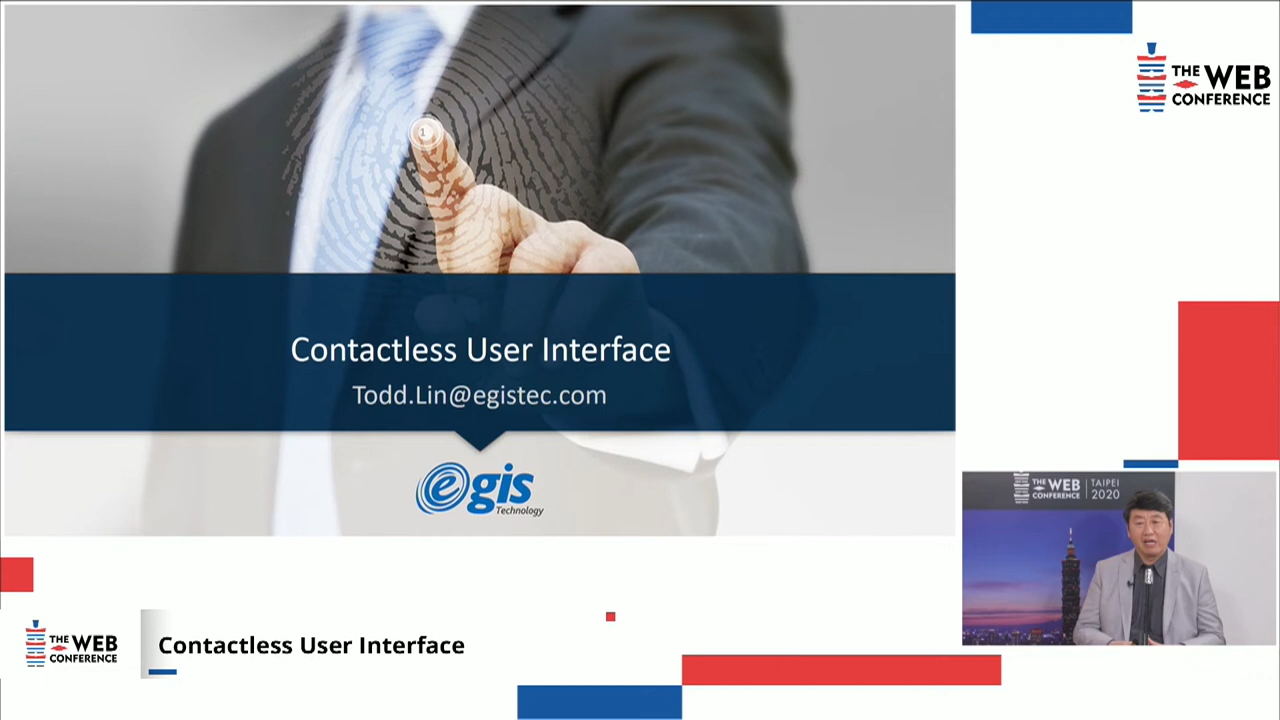 THE WEB
CONFERENCE
1
Contactless User Interface
Todd.Lin@egistec.com
egis
Technology
THE WEB
CONFERENCE
TAIPEI
2020
THE WEB
CONFERENCE
Contactless User Interface